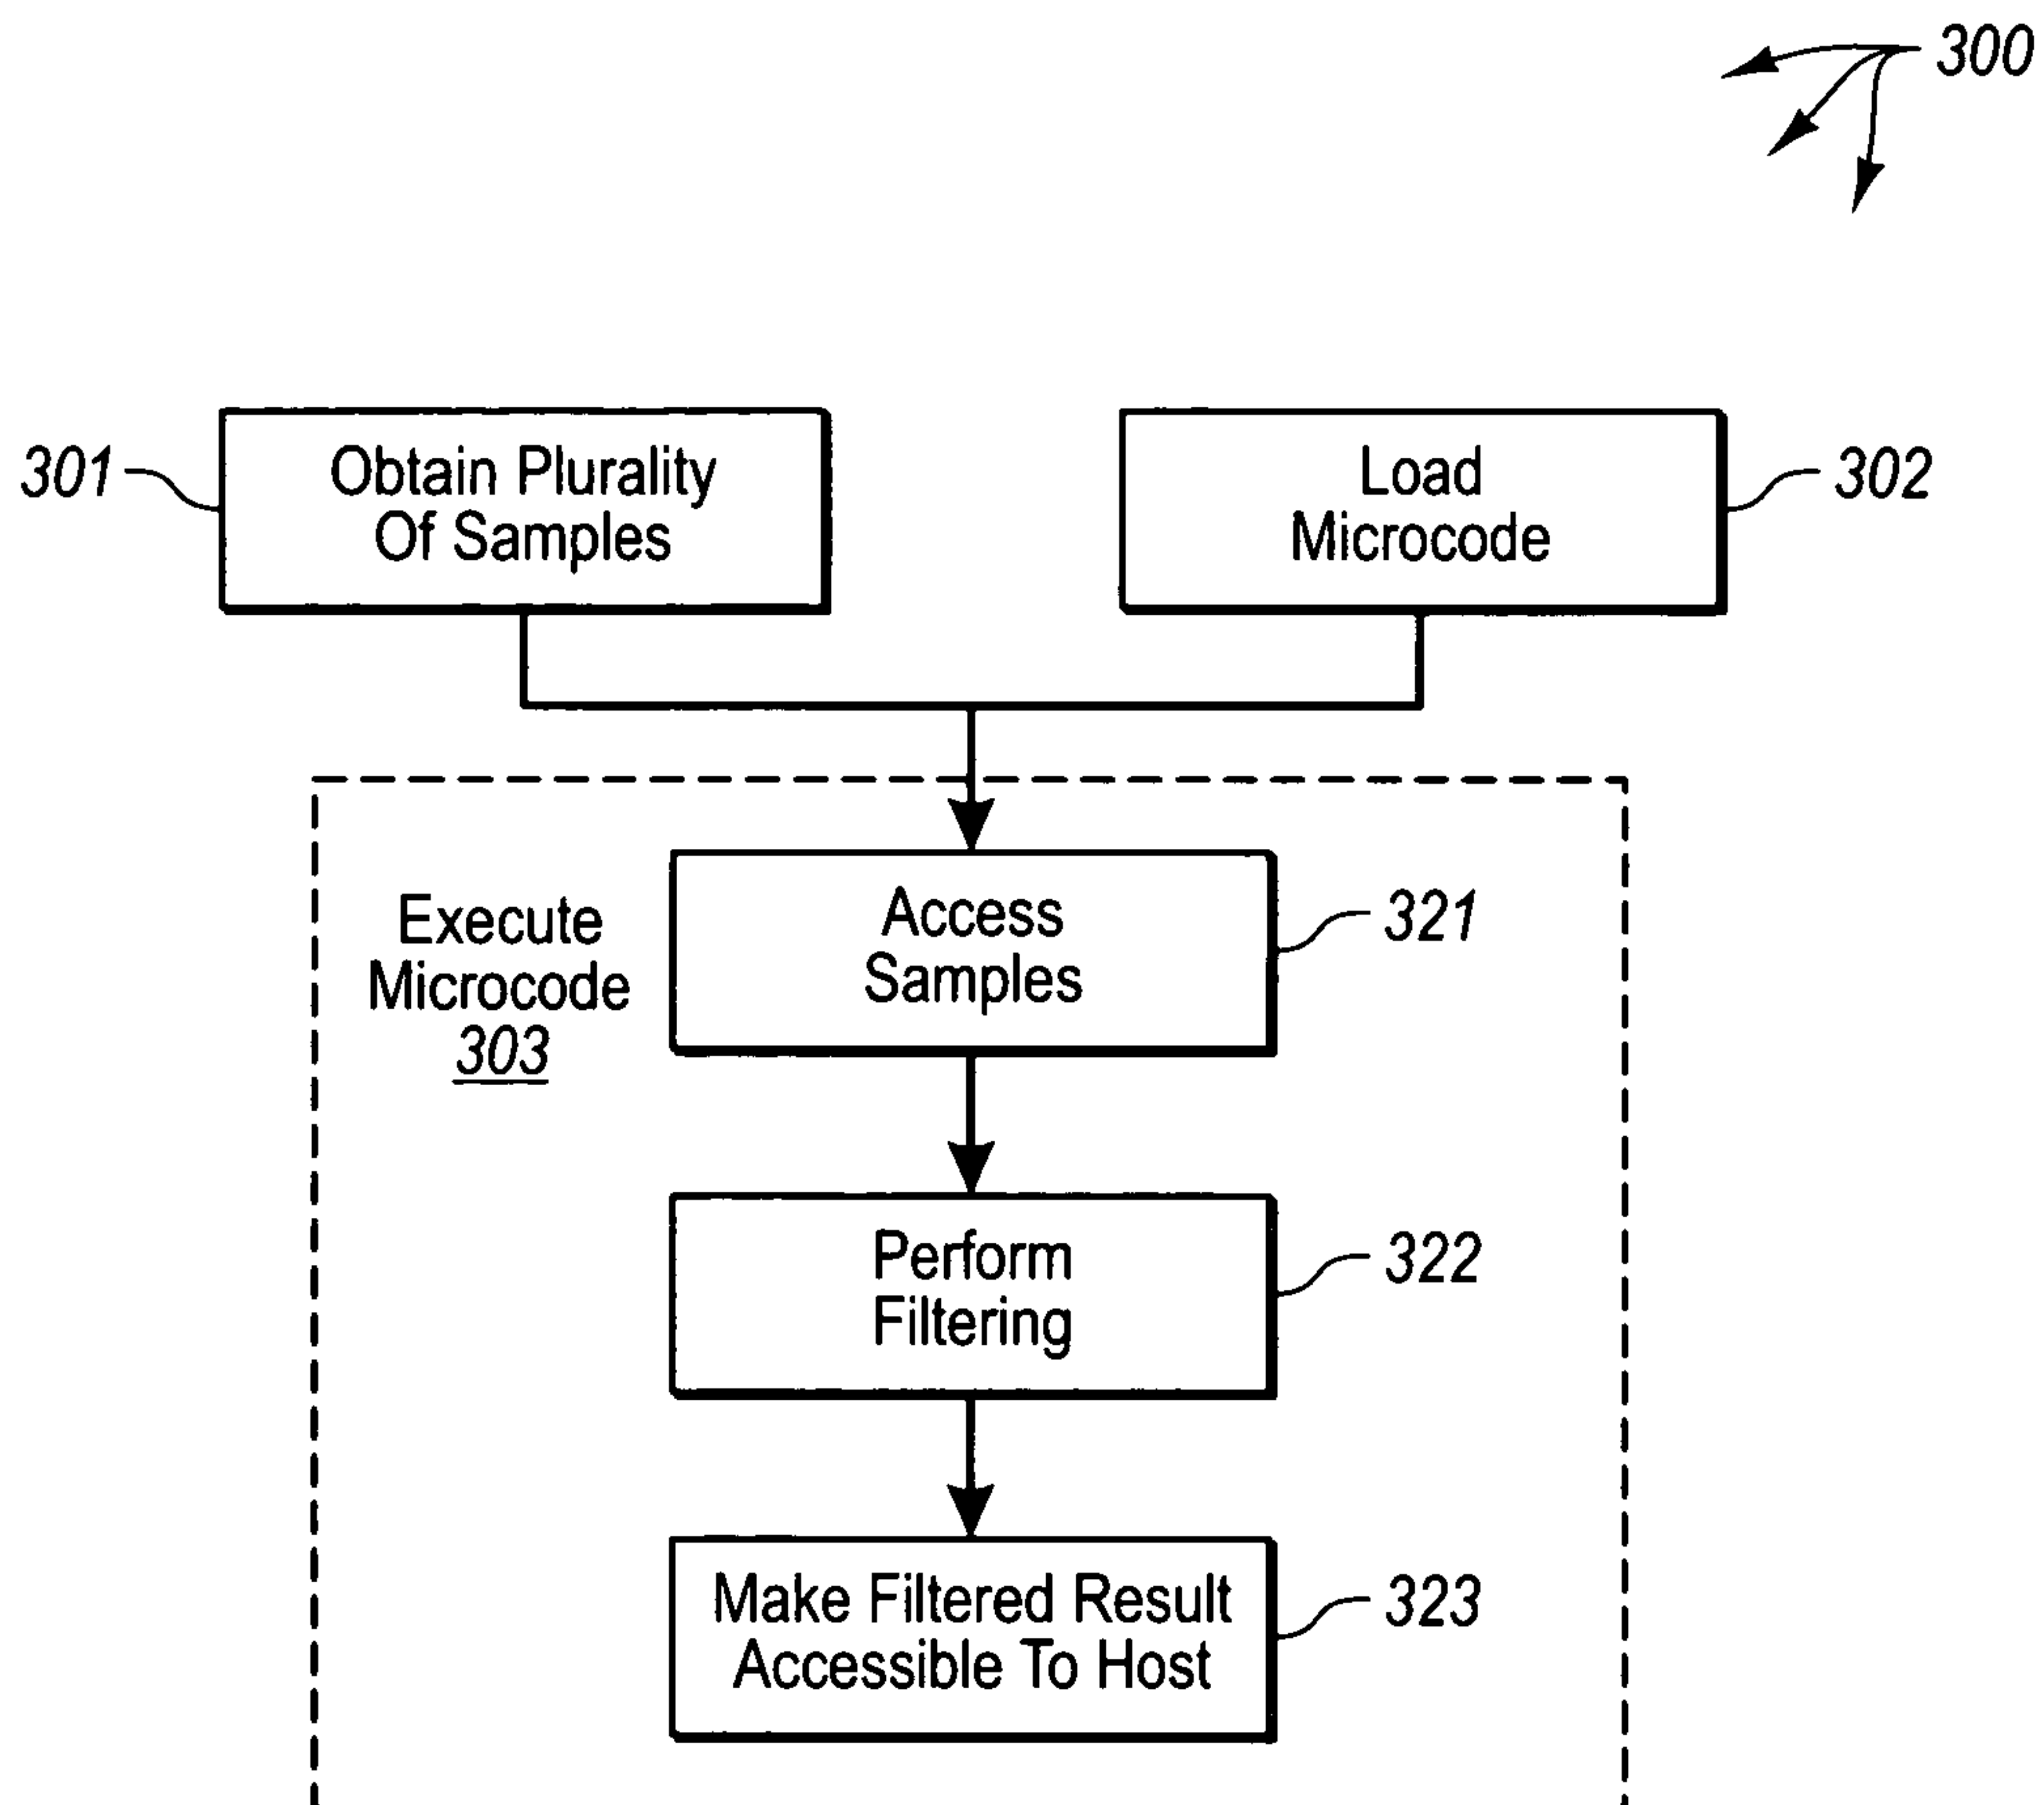 300
301
Obtain Plurality
Of Samples
Load
Microcode
302
Execute
Microcode
303
Access
Samples
321
Perform
Filtering
322
Make Filtered Result
Accessible To Host
323